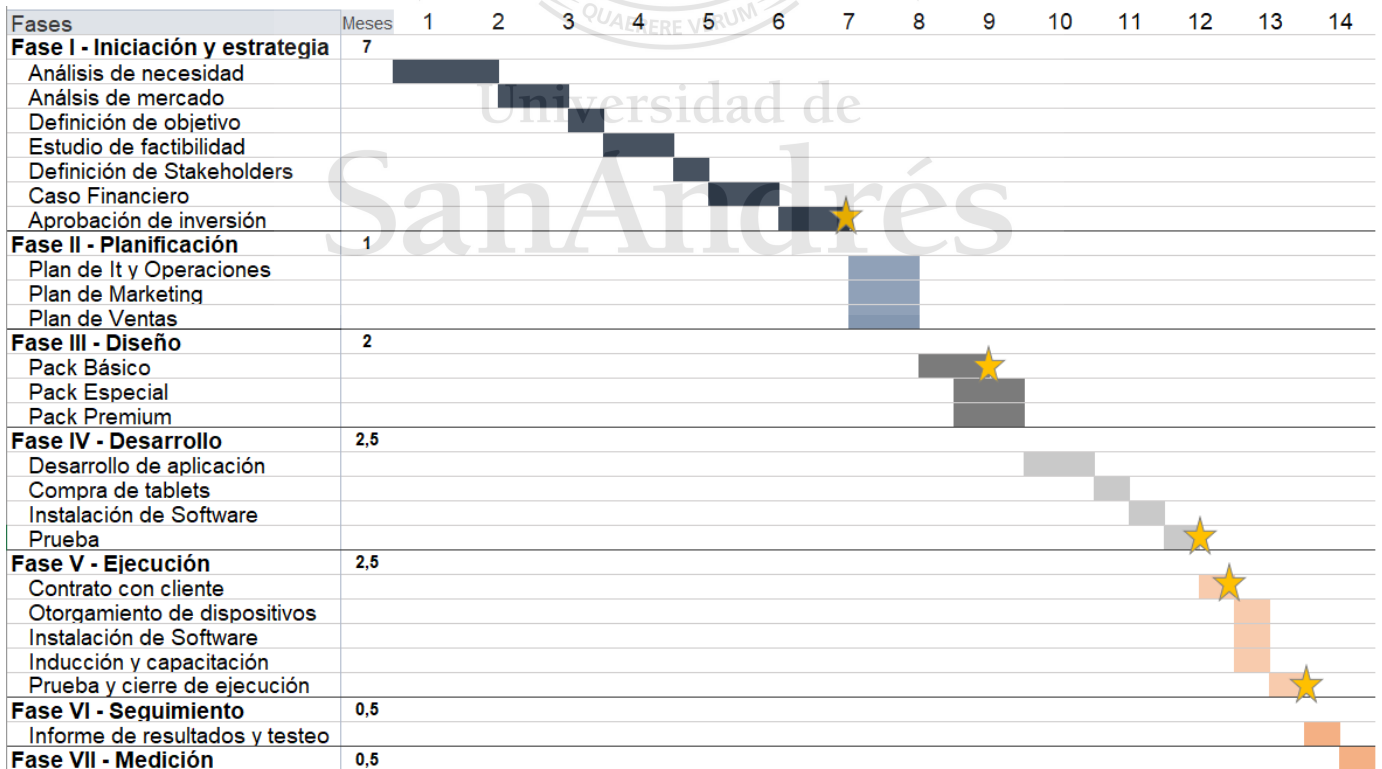 QUAERERE VERUM
Fases Meses 1 2 3 4 5 6 7 8 9 10 11 12 13 14
Fase I - Iniciación y estrategia 7
Análisis de necesidad
Análsis de mercado
Universidad de
Definición de objetivo
Estudio de factibilidad
Definición de Stakeholders
SanAndrés
Caso Financiero
Aprobación de inversión
Fase II - Planificación 1
Plan de It y Operaciones
Plan de Marketing
Plan de Ventas
Fase III - Diseño 2
Pack Básico
Pack Especial
Pack Premium
Fase IV - Desarrollo 2,5
Desarrollo de aplicación
Compra de tablets
Instalación de Software
Prueba
Fase V - Ejecución 2,5
Contrato con cliente
Otorgamiento de dispositivos
Instalación de Software
Inducción y capacitación
Prueba y cierre de ejecución
Fase VI - Seguimiento 0,5
Informe de resultados y testeo
Fase VII - Medición 0,5